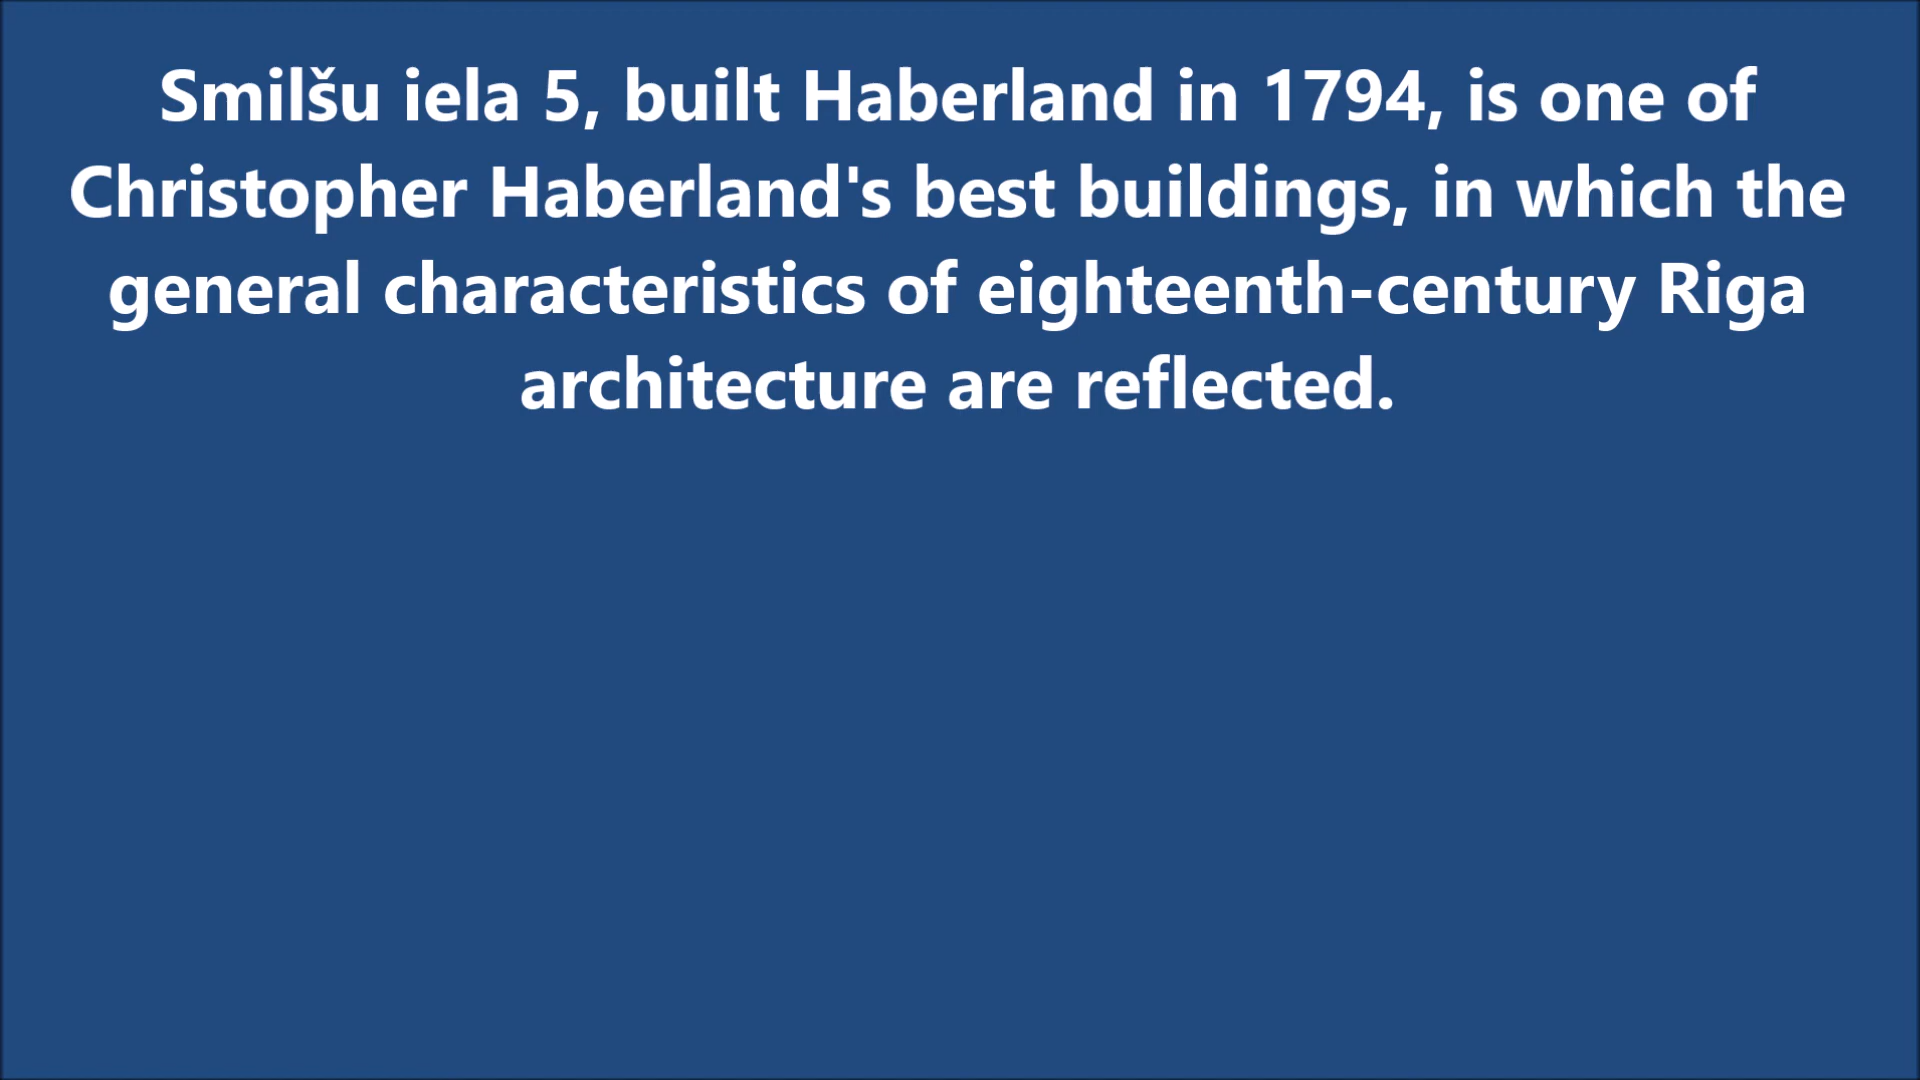 Smilšu iela 5, built Haberland in 1794, is one of
Christopher Haberland's best buildings, in which the
general characteristics of eighteenth-century Riga
architecture are reflected.